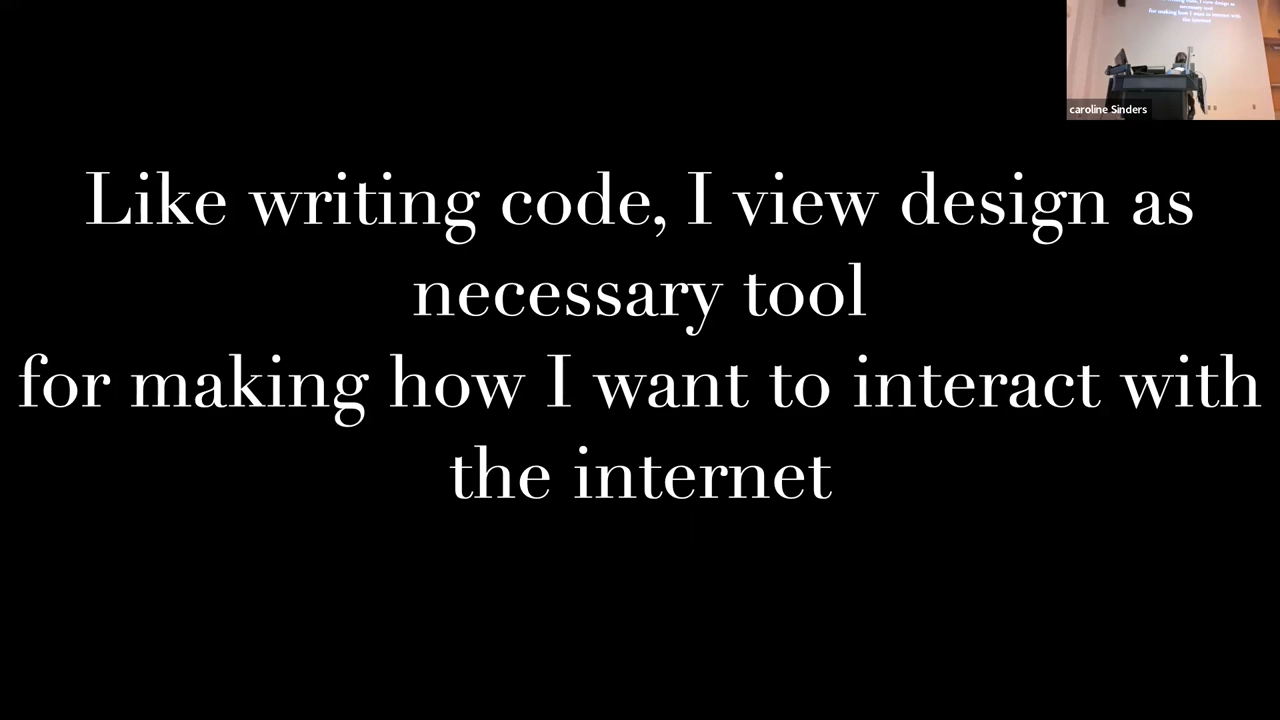 Like writing code, I view design as
necessary tool
for making how I want to interact with
the internet
caroline Sinders